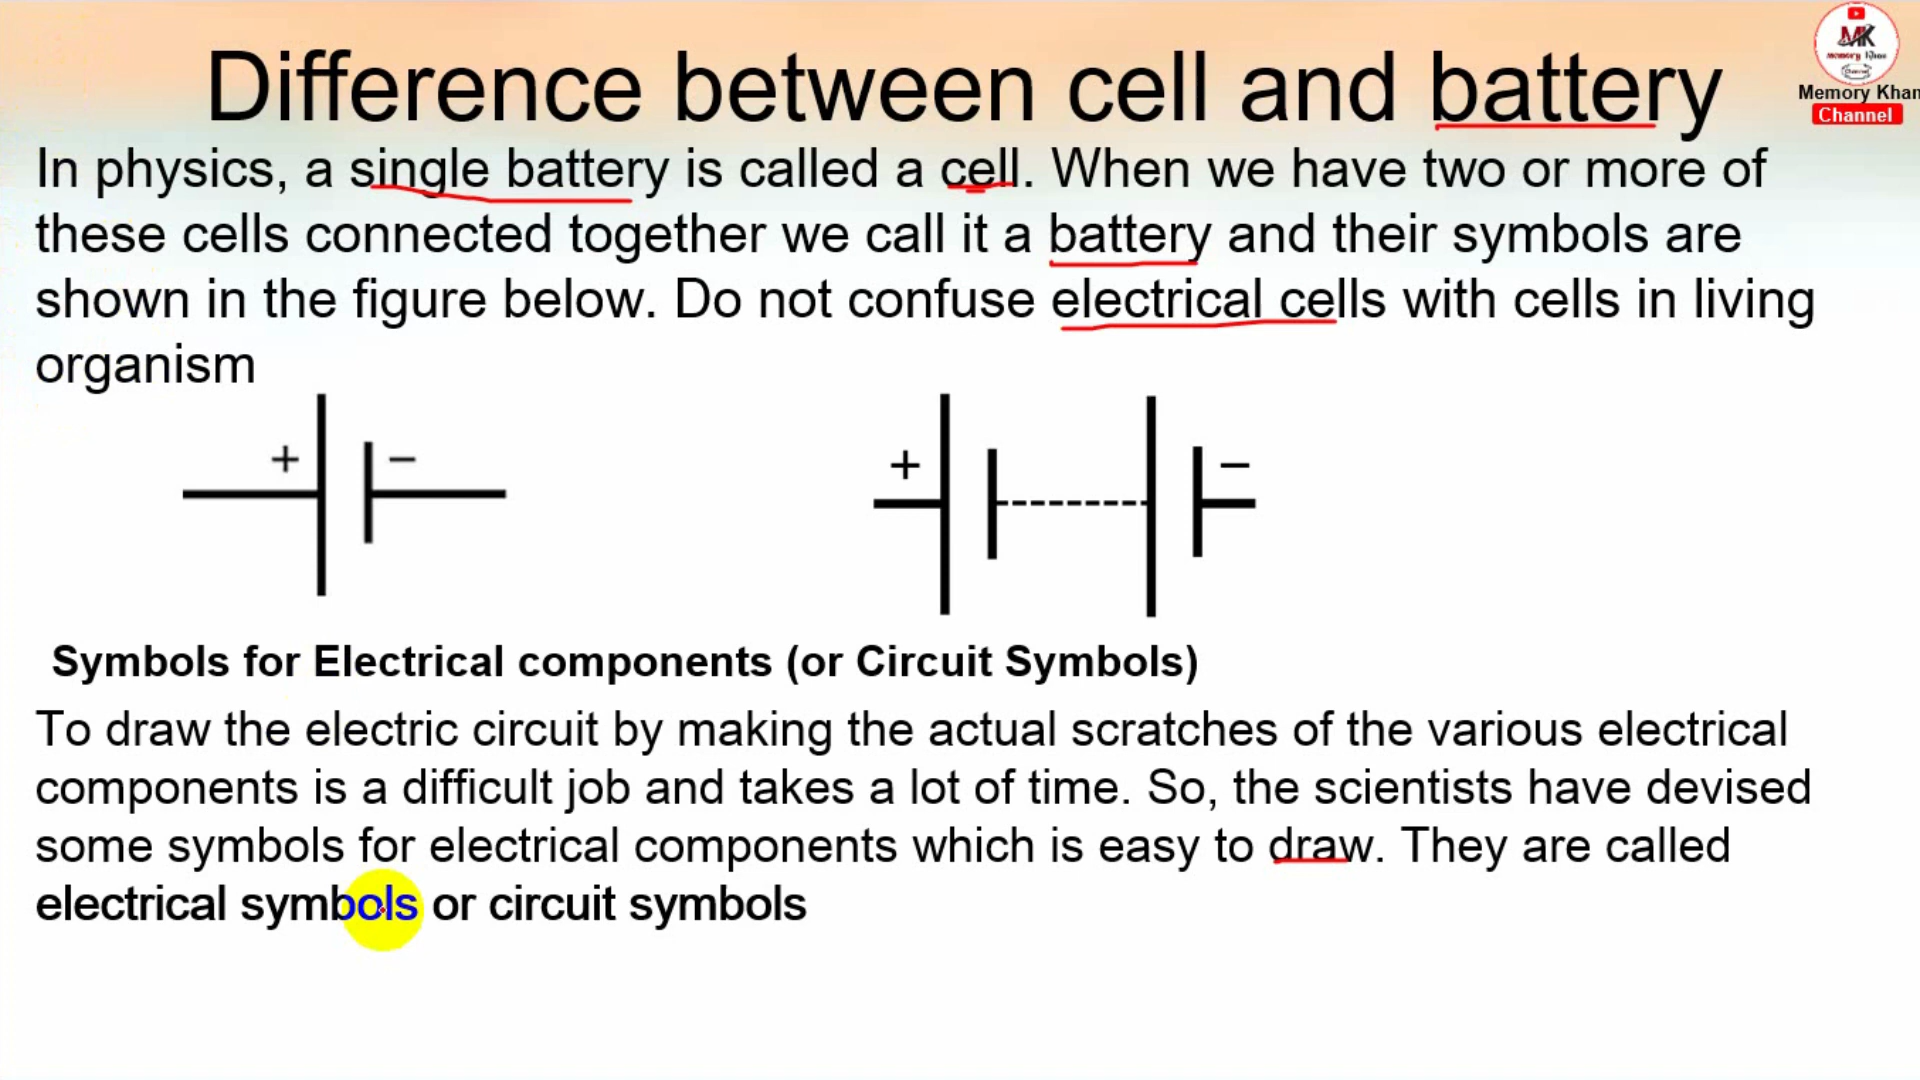 Difference between cell and battery
MK
Memory Khan
Channel
Memory Khan
Channel
In physics, a single battery is called a cell. When we have two or more of
these cells connected together we call it a battery and their symbols are
shown in the figure below. Do not confuse electrical cells with cells in living
organism
+ −
+ −
Symbols for Electrical components (or Circuit Symbols)
To draw the electric circuit by making the actual scratches of the various electrical
components is a difficult job and takes a lot of time. So, the scientists have devised
some symbols for electrical components which is easy to draw. They are called
electrical symbols or circuit symbols